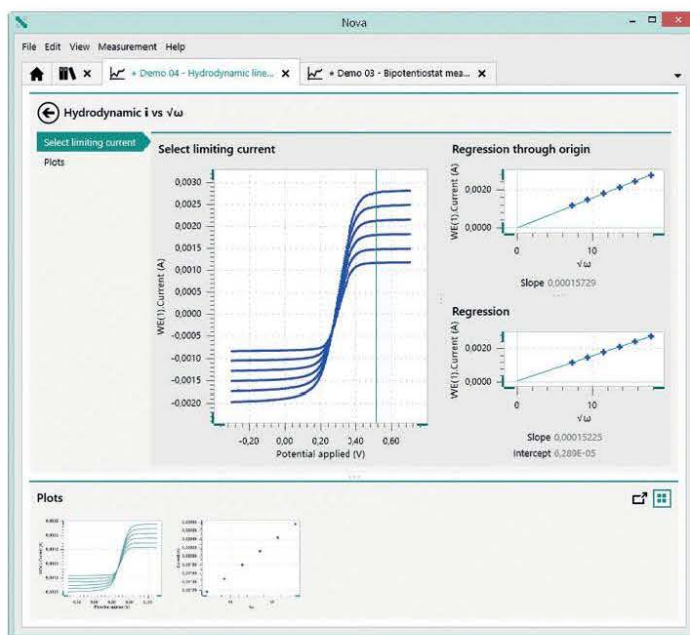 Nova
File Edit View Measurement Help
+ Demo 04 - Hydrodynamic line...
+ Demo 03 - Bipotentiostat mea...
Hydrodynamic i vs √ω
Select limiting current
Plots
Select limiting current
0,0030
0,0025
0,0020
0,0015
0,0010
0,0005
0,0000
-0,0005
-0,0010
-0,0015
-0,0020
WE(1).Current (A)
-0,20 0,00 0,20 0,40 0,60
Potential applied (V)
Regression through origin
WE(1).Current (A)
0,0020
0,0000
0 10
√ω
Slope 0,00015729
Regression
WE(1).Current (A)
0,0020
0,0000
0 10
√ω
Slope 0,00015225
Intercept 6,289E-05
Plots